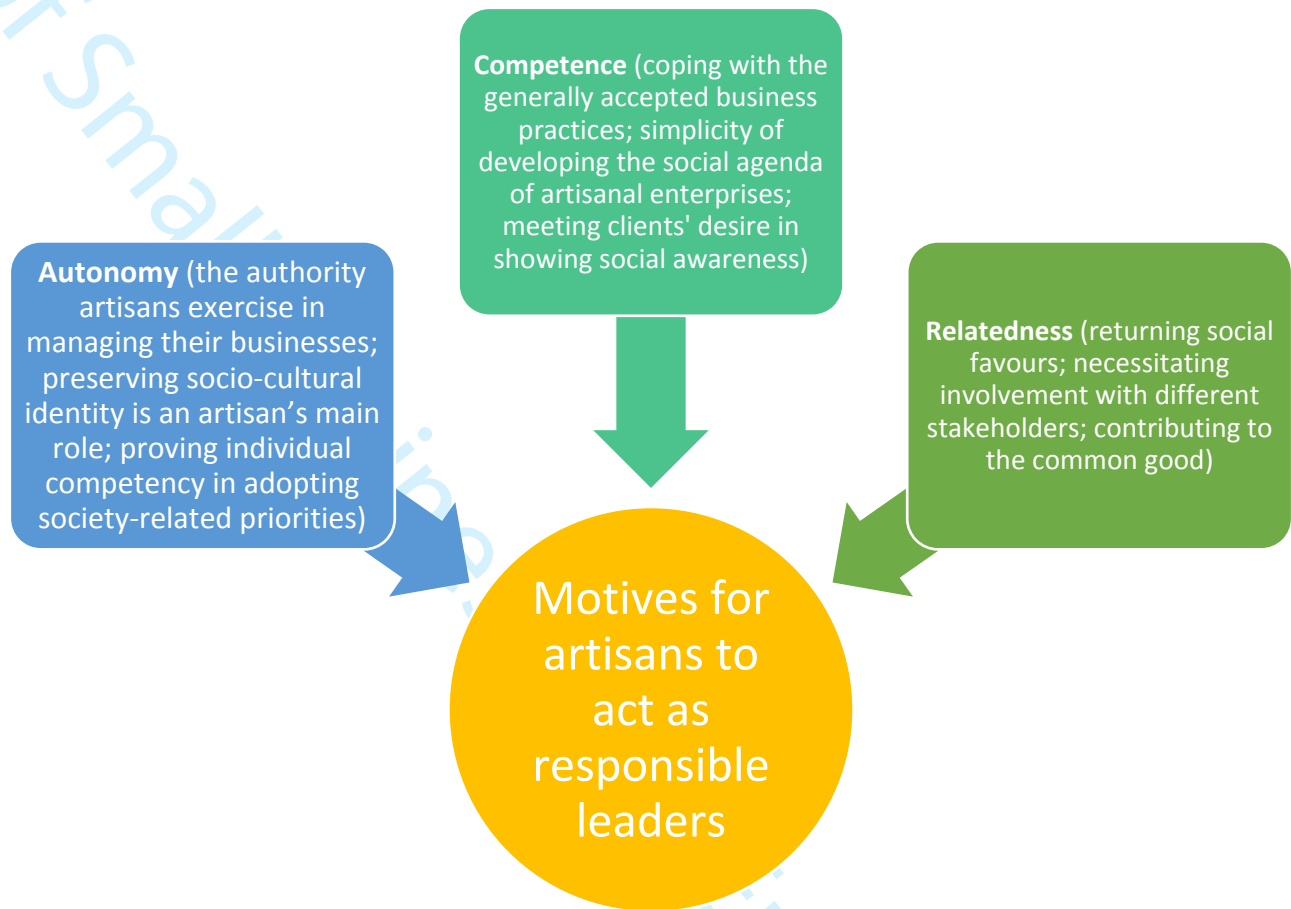 of Small
Competence (coping with the
generally accepted business
practices; simplicity of
developing the social agenda
of artisanal enterprises;
meeting clients' desire in
showing social awareness)
Autonomy (the authority
artisans exercise in
managing their businesses;
preserving socio-cultural
identity is an artisan’s main
role; proving individual
competency in adopting
society-related priorities)
Relatedness (returning social
favours; necessitating
involvement with different
stakeholders; contributing to
the common good)
Motives for
artisans to
act as
responsible
leaders